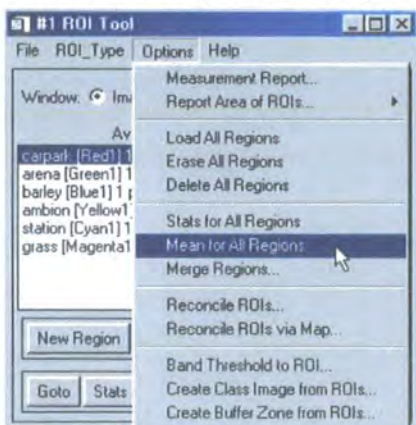 #1 ROI Tool
File ROI_Type Options Help
Measurement Report...
Window: Ima
Report Area of ROIs...
Av
Load All Regions
carpark [Red1] 1
Erase All Regions
arena [Green1] 1
Delete All Regions
barley [Blue1] 1 p
ambion [Yellow1]
Stats for All Regions
station [Cyan1] 1
Mean for All Regions
grass [Magenta1
Merge Regions...
Reconcile ROIs...
New Region
Reconcile ROIs via Map...
Band Threshold to ROI...
Goto Stats
Create Class Image from ROIs...
Create Buffer Zone from ROIs...